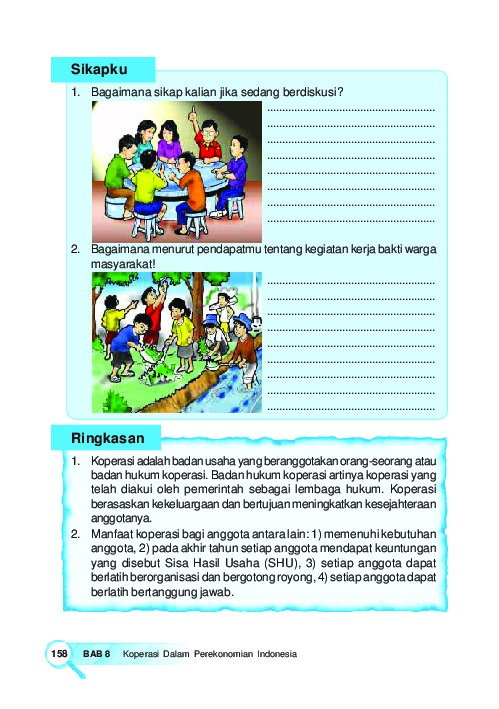 Sikapku
1. Bagaimana sikap kalian jika sedang berdiskusi?
............................................................
............................................................
............................................................
............................................................
............................................................
............................................................
............................................................
............................................................
2. Bagaimana menurut pendapatmu tentang kegiatan kerja bakti warga
masyarakat!
............................................................
............................................................
............................................................
............................................................
............................................................
............................................................
............................................................
............................................................
............................................................
Ringkasan
1. Koperasi adalah badan usaha yang beranggotakan orang-seorang atau
badan hukum koperasi. Badan hukum koperasi artinya koperasi yang
telah diakui oleh pemerintah sebagai lembaga hukum. Koperasi
berasaskan kekeluargaan dan bertujuan meningkatkan kesejahteraan
anggotanya.
2. Manfaat koperasi bagi anggota antara lain: 1) memenuhi kebutuhan
anggota, 2) pada akhir tahun setiap anggota mendapat keuntungan
yang disebut Sisa Hasil Usaha (SHU), 3) setiap anggota dapat
berlatih berorganisasi dan bergotong royong, 4) setiap anggota dapat
berlatih bertanggung jawab.
158 BAB 8 Koperasi Dalam Perekonomian Indonesia